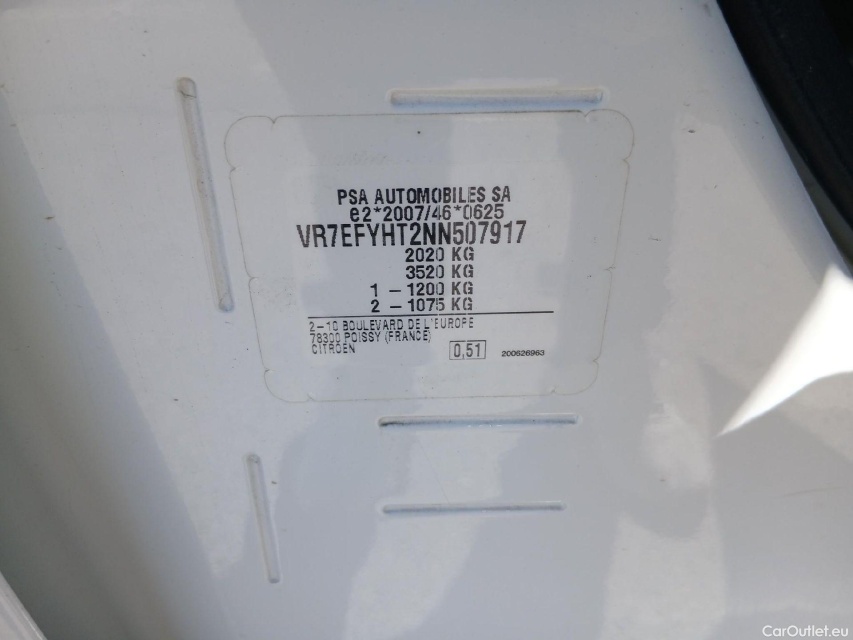 PSA AUTOMOBILES SA
e2*2007/46*0625
VR7EFYHT2NN507917
2020 KG
3520 KG
1 – 1200 KG
2 – 1075 KG
2–10 BOULEVARD DE L'EUROPE
78300 POISSY (FRANCE)
CITROEN
0,51
200626963
CarOutlet.eu